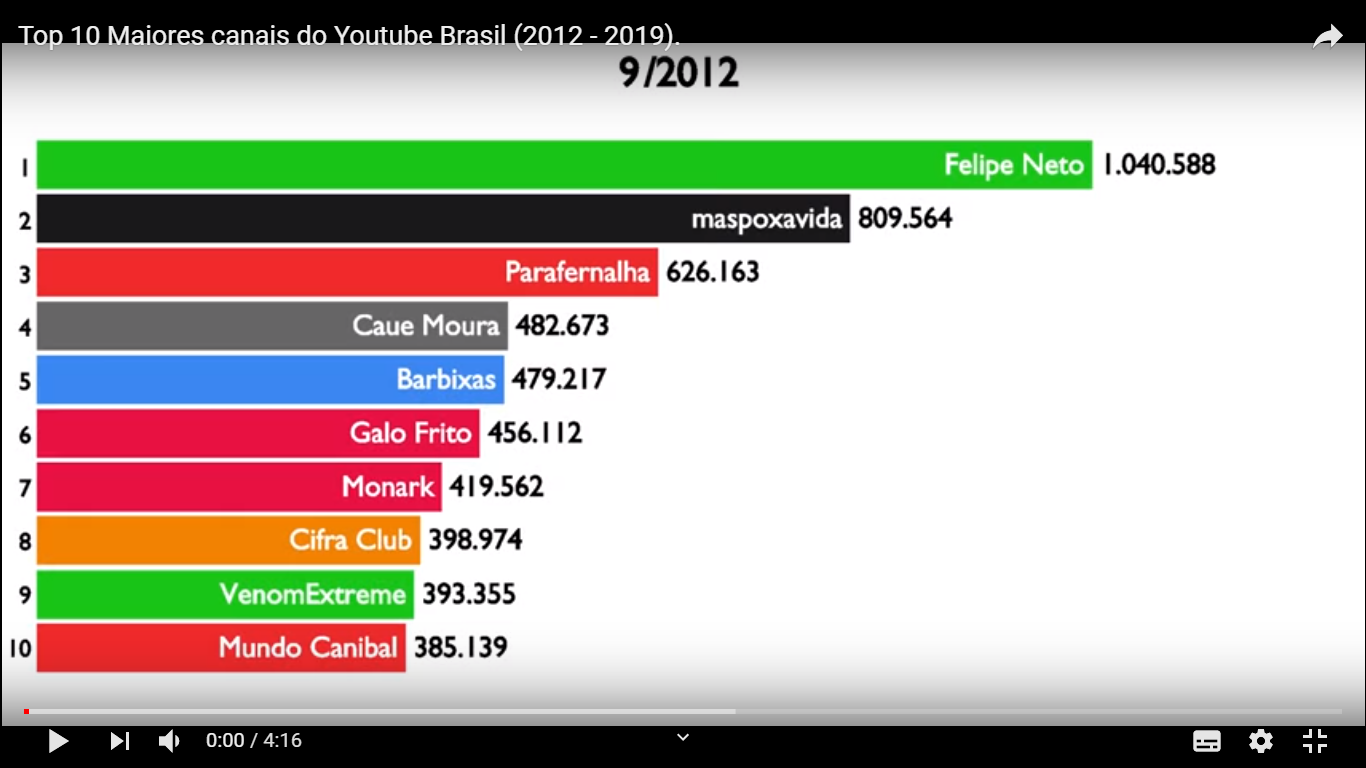 Top 10 Maiores canais do Youtube Brasil (2012 - 2019).
9/2012
1 Felipe Neto 1.040.588
2 maspoxavida 809.564
3 Parafernalha 626.163
4 Caue Moura 482.673
5 Barbixas 479.217
6 Galo Frito 456.112
7 Monark 419.562
8 Cifra Club 398.974
9 VenomExtreme 393.355
10 Mundo Canibal 385.139
0:00 / 4:16